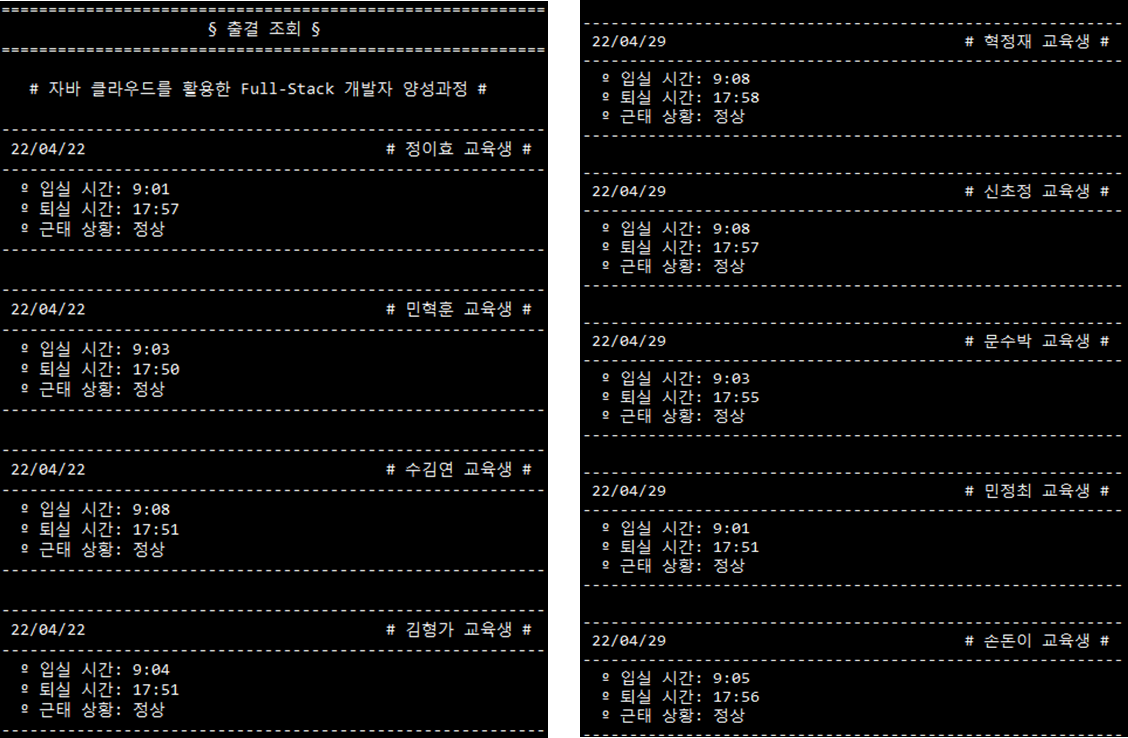 ======================================================
§ 출결 조회 §
======================================================
# 자바 클라우드를 활용한 Full-Stack 개발자 양성과정 #
------------------------------------------------------
22/04/22 # 정이효 교육생 #
------------------------------------------------------
º 입실 시간: 9:01
º 퇴실 시간: 17:57
º 근태 상황: 정상
------------------------------------------------------
------------------------------------------------------
22/04/22 # 민혁훈 교육생 #
------------------------------------------------------
º 입실 시간: 9:03
º 퇴실 시간: 17:50
º 근태 상황: 정상
------------------------------------------------------
------------------------------------------------------
22/04/22 # 수김연 교육생 #
------------------------------------------------------
º 입실 시간: 9:08
º 퇴실 시간: 17:51
º 근태 상황: 정상
------------------------------------------------------
------------------------------------------------------
22/04/22 # 김형가 교육생 #
------------------------------------------------------
º 입실 시간: 9:04
º 퇴실 시간: 17:51
º 근태 상황: 정상
------------------------------------------------------
------------------------------------------------------
22/04/29 # 혁정재 교육생 #
------------------------------------------------------
º 입실 시간: 9:08
º 퇴실 시간: 17:58
º 근태 상황: 정상
------------------------------------------------------
------------------------------------------------------
22/04/29 # 신초정 교육생 #
------------------------------------------------------
º 입실 시간: 9:08
º 퇴실 시간: 17:57
º 근태 상황: 정상
------------------------------------------------------
------------------------------------------------------
22/04/29 # 문수박 교육생 #
------------------------------------------------------
º 입실 시간: 9:03
º 퇴실 시간: 17:55
º 근태 상황: 정상
------------------------------------------------------
------------------------------------------------------
22/04/29 # 민정최 교육생 #
------------------------------------------------------
º 입실 시간: 9:01
º 퇴실 시간: 17:51
º 근태 상황: 정상
------------------------------------------------------
------------------------------------------------------
22/04/29 # 손돈이 교육생 #
------------------------------------------------------
º 입실 시간: 9:05
º 퇴실 시간: 17:56
º 근태 상황: 정상
------------------------------------------------------